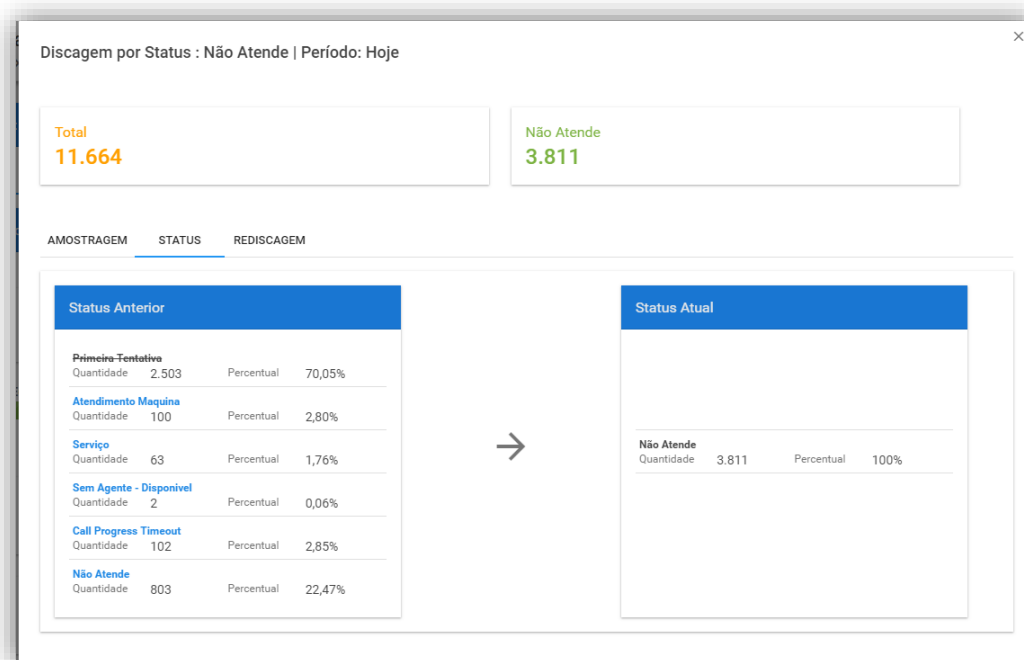 Discagem por Status : Não Atende | Período: Hoje
Total
11.664
Não Atende
3.811
AMOSTRAGEM STATUS REDISCAGEM
Status Anterior
Primeira Tentativa
Quantidade 2.503 Percentual 70,05%
Atendimento Maquina
Quantidade 100 Percentual 2,80%
Serviço
Quantidade 63 Percentual 1,76%
Sem Agente - Disponivel
Quantidade 2 Percentual 0,06%
Call Progress Timeout
Quantidade 102 Percentual 2,85%
Não Atende
Quantidade 803 Percentual 22,47%
Status Atual
Não Atende
Quantidade 3.811 Percentual 100%